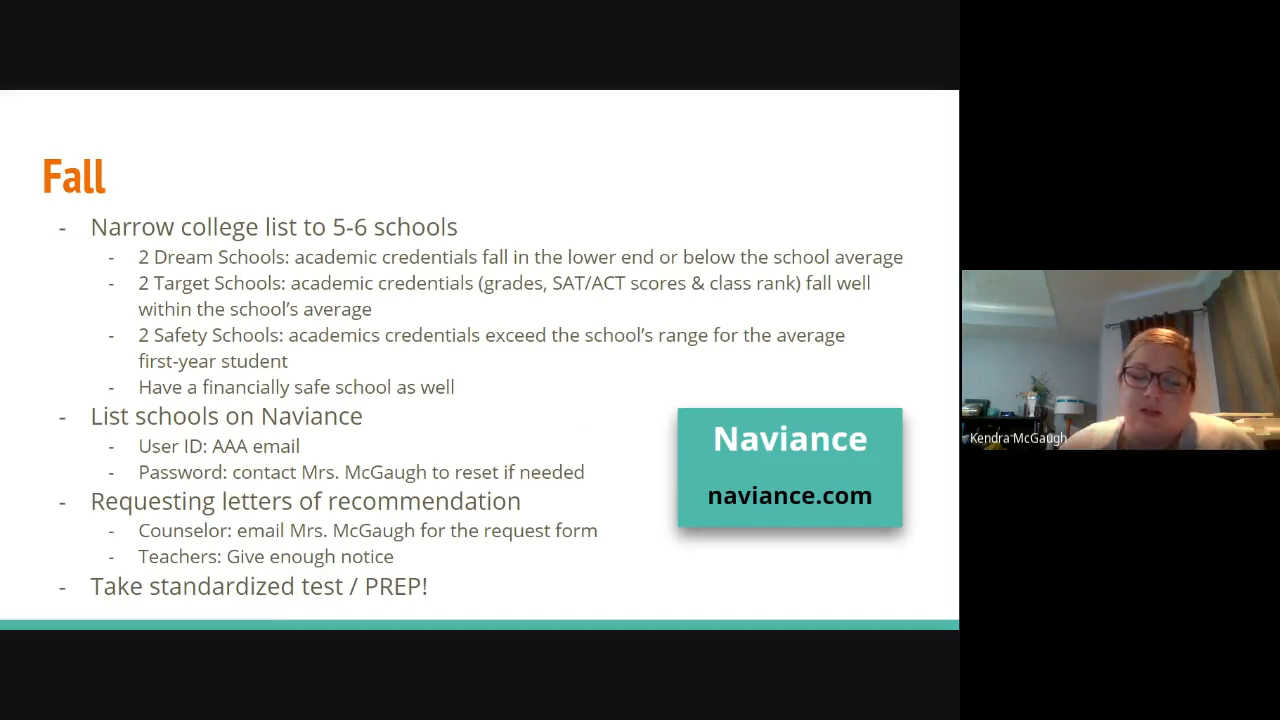 Fall
- Narrow college list to 5-6 schools
- 2 Dream Schools: academic credentials fall in the lower end or below the school average
- 2 Target Schools: academic credentials (grades, SAT/ACT scores & class rank) fall well
within the school's average
- 2 Safety Schools: academics credentials exceed the school's range for the average
first-year student
- Have a financially safe school as well
- List schools on Naviance
- User ID: AAA email
- Password: contact Mrs. McGaugh to reset if needed
- Requesting letters of recommendation
- Counselor: email Mrs. McGaugh for the request form
- Teachers: Give enough notice
- Take standardized test / PREP!
Naviance
naviance.com
Kendra McGaugh